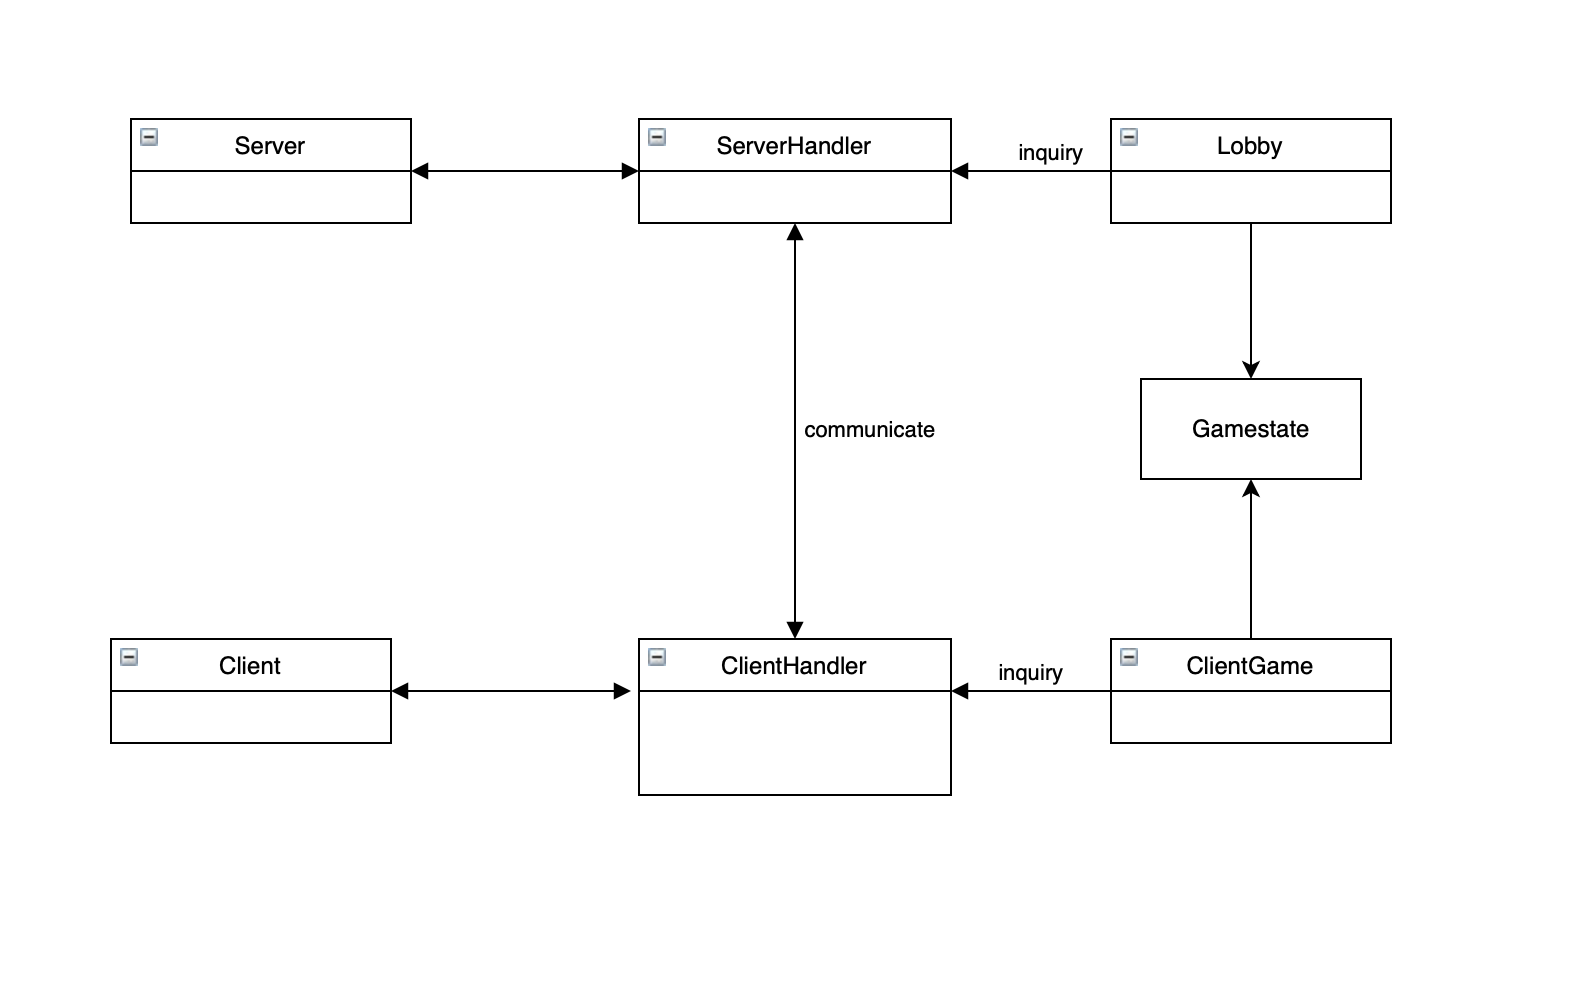 Server
ServerHandler
inquiry
Lobby
communicate
Gamestate
Client
ClientHandler
inquiry
ClientGame